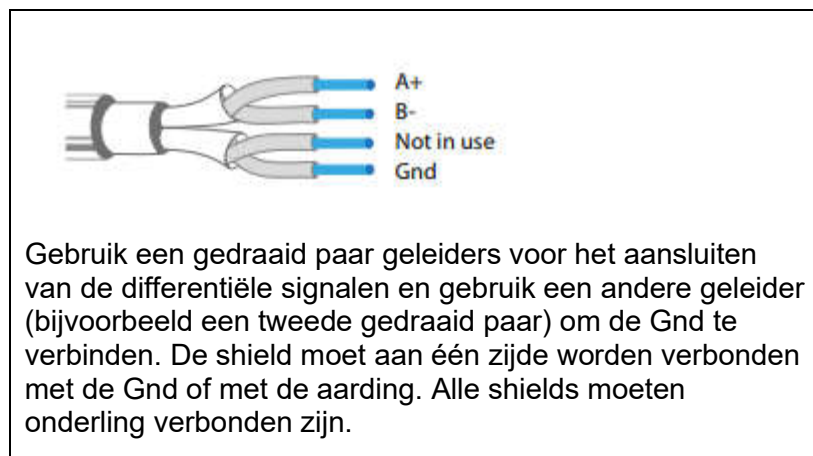 A+
B-
Not in use
Gnd
Gebruik een gedraaid paar geleiders voor het aansluiten
van de differentiële signalen en gebruik een andere geleider
(bijvoorbeeld een tweede gedraaid paar) om de Gnd te
verbinden. De shield moet aan één zijde worden verbonden
met de Gnd of met de aarding. Alle shields moeten
onderling verbonden zijn.